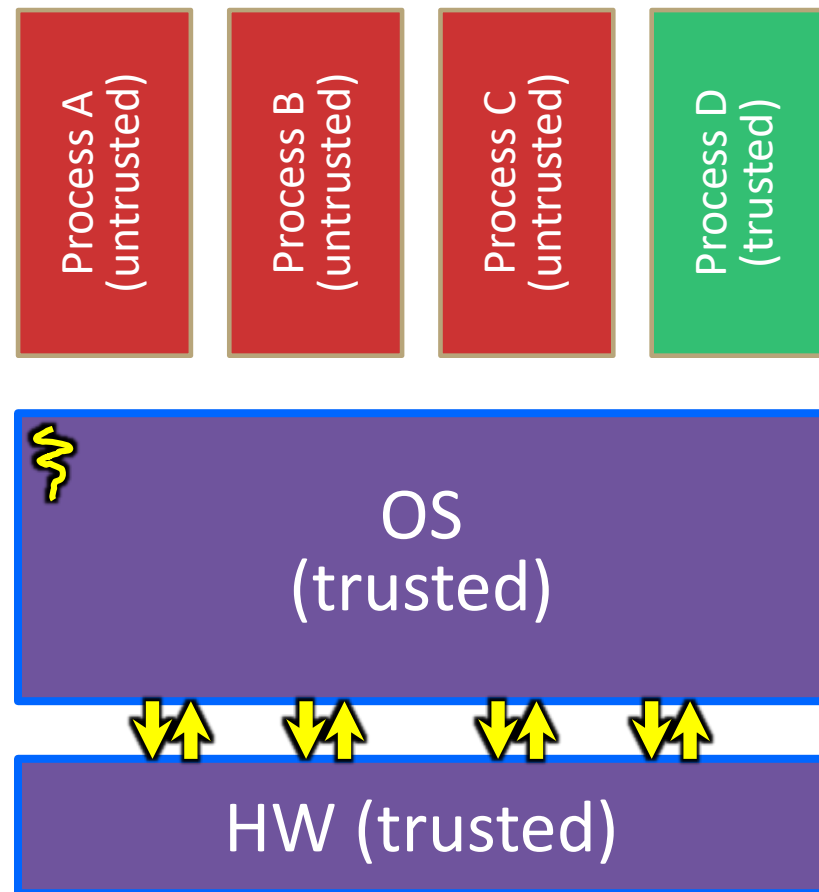 Process A
(untrusted)
Process B
(untrusted)
Process C
(untrusted)
Process D
(trusted)
OS
(trusted)
HW (trusted)